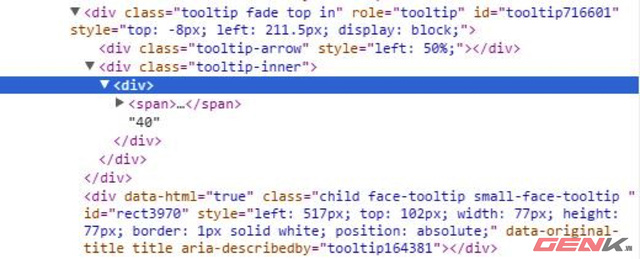 ▼<div class="tooltip fade top in" role="tooltip" id="tooltip716601"
style="top: -8px; left: 211.5px; display: block;">
<div class="tooltip-arrow" style="left: 50%;"></div>
▼<div class="tooltip-inner">
▼<div>
▶<span>…</span>
"40"
</div>
</div>
</div>
<div data-html="true" class="child face-tooltip small-face-tooltip "
id="rect3970" style="left: 517px; top: 102px; width: 77px; height:
77px; border: 1px solid white; position: absolute;" data-original-
title title aria-describedby="tooltip164381"></div>
GENK.VN